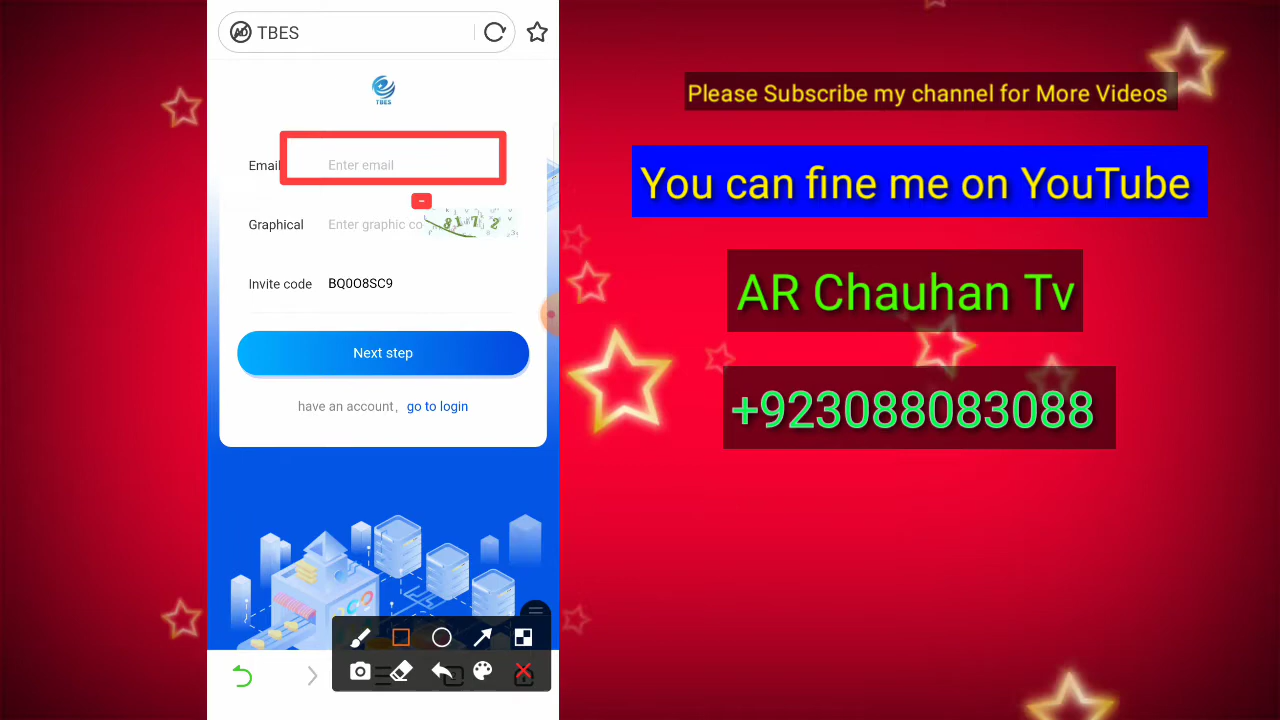 TBES
TBES
Email Enter email
Graphical Enter graphic co 8172
Invite code BQ0O8SC9
Next step
have an account, go to login
Please Subscribe my channel for More Videos
You can fine me on YouTube
AR Chauhan Tv
+923088083088